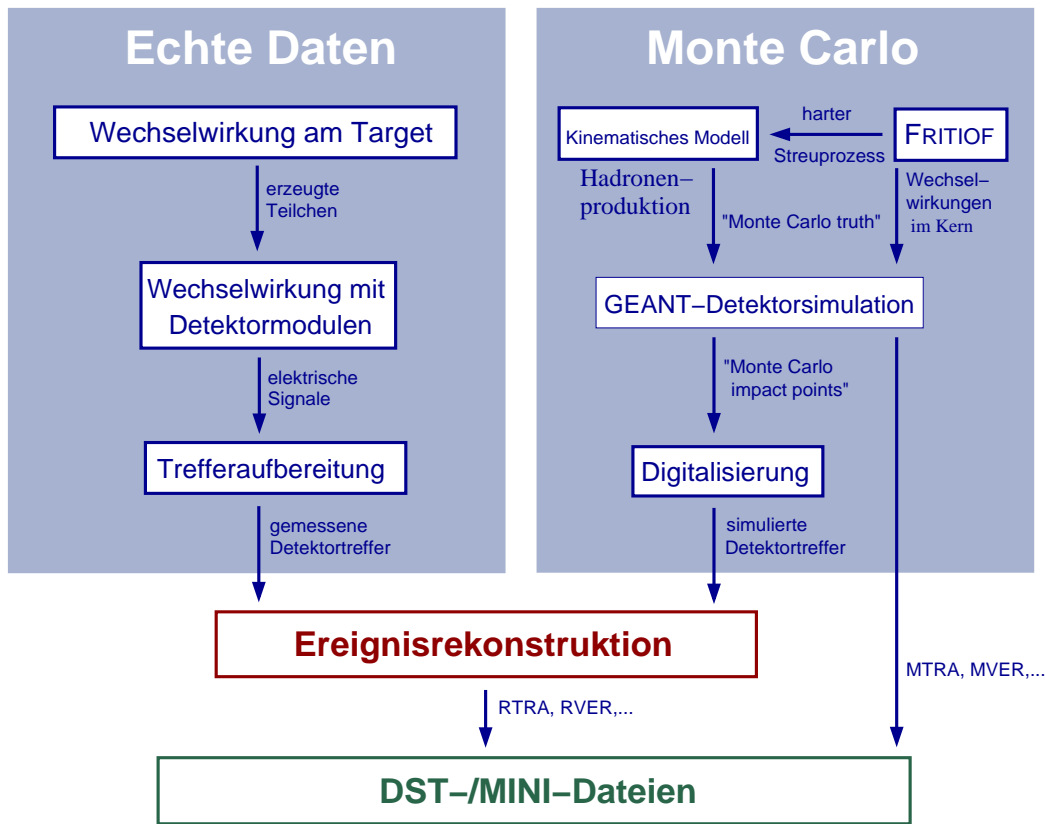 Echte Daten
Wechselwirkung am Target
erzeugte
Teilchen
Wechselwirkung mit
Detektormodulen
elektrische
Signale
Trefferaufbereitung
gemessene
Detektortreffer
Monte Carlo
Kinematisches Modell
harter
Streuprozess
FRITIOF
Hadronen–
produktion
"Monte Carlo truth"
Wechsel–
wirkungen
im Kern
GEANT–Detektorsimulation
"Monte Carlo
impact points"
Digitalisierung
simulierte
Detektortreffer
Ereignisrekonstruktion
MTRA, MVER,...
RTRA, RVER,...
DST–/MINI–Dateien